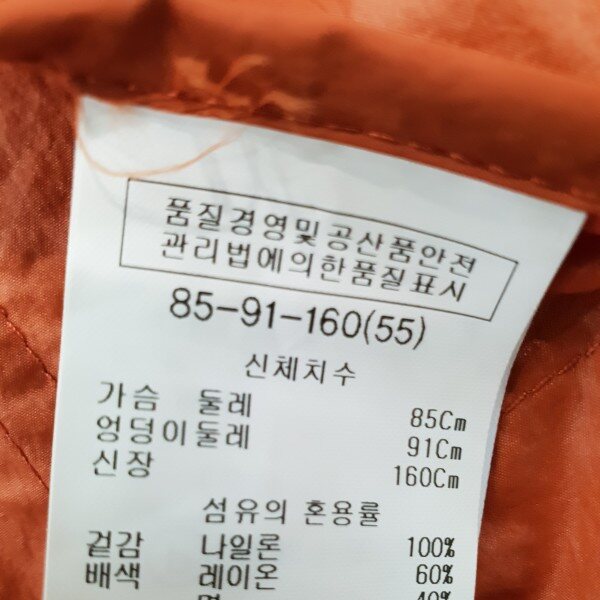 품질경영및공산품안전
관리법에의한품질표시
85-91-160(55)
신체치수
가슴 둘레 85Cm
엉덩이둘레 91Cm
신장 160Cm
섬유의 혼용률
겉감 나일론 100%
배색 레이온 60%
면 40%